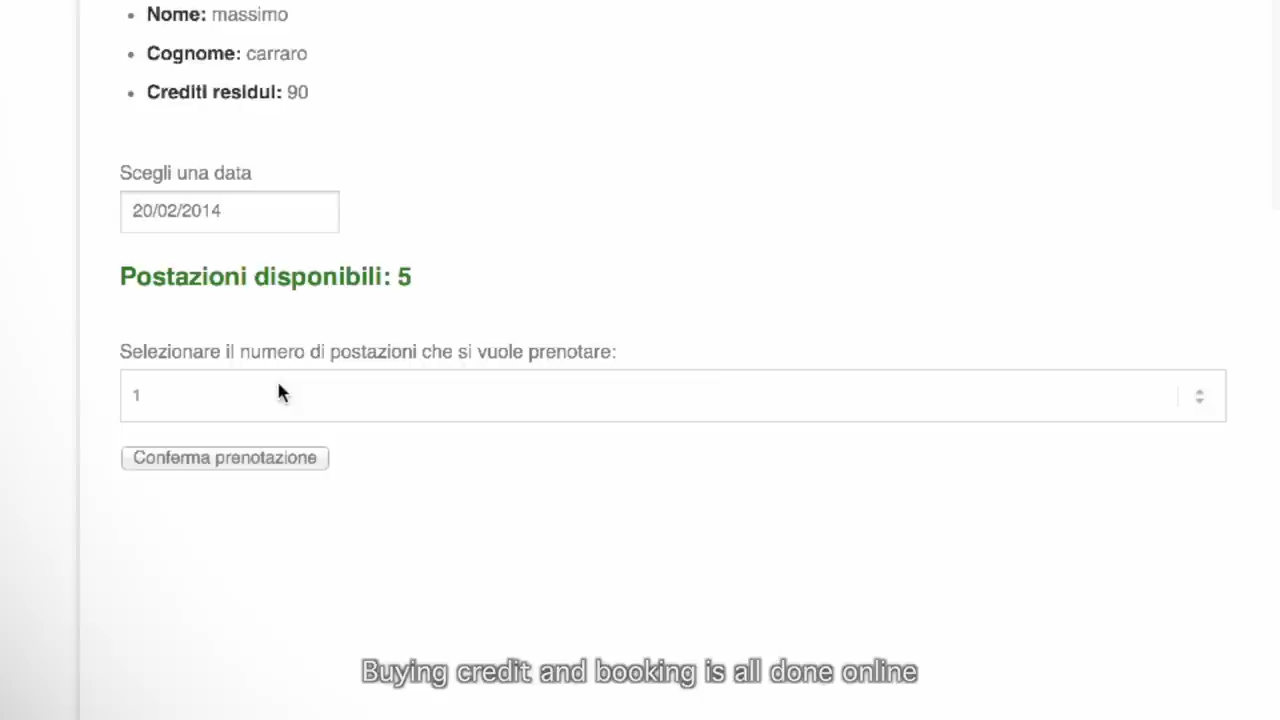 Nome: massimo
Cognome: carraro
Crediti residui: 90
Scegli una data
20/02/2014
Postazioni disponibili: 5
Selezionare il numero di postazioni che si vuole prenotare:
1
Conferma prenotazione
Buying credit and booking is all done online